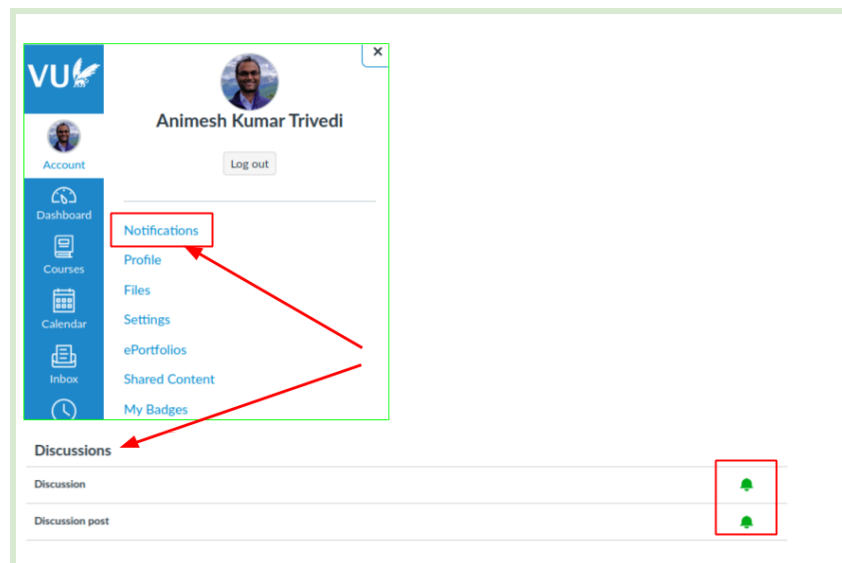 VU
×
Animesh Kumar Trivedi
Account
Log out
Dashboard
Notifications
Courses
Profile
Files
Calendar
Settings
ePortfolios
Inbox
Shared Content
My Badges
Discussions
Discussion
Discussion post